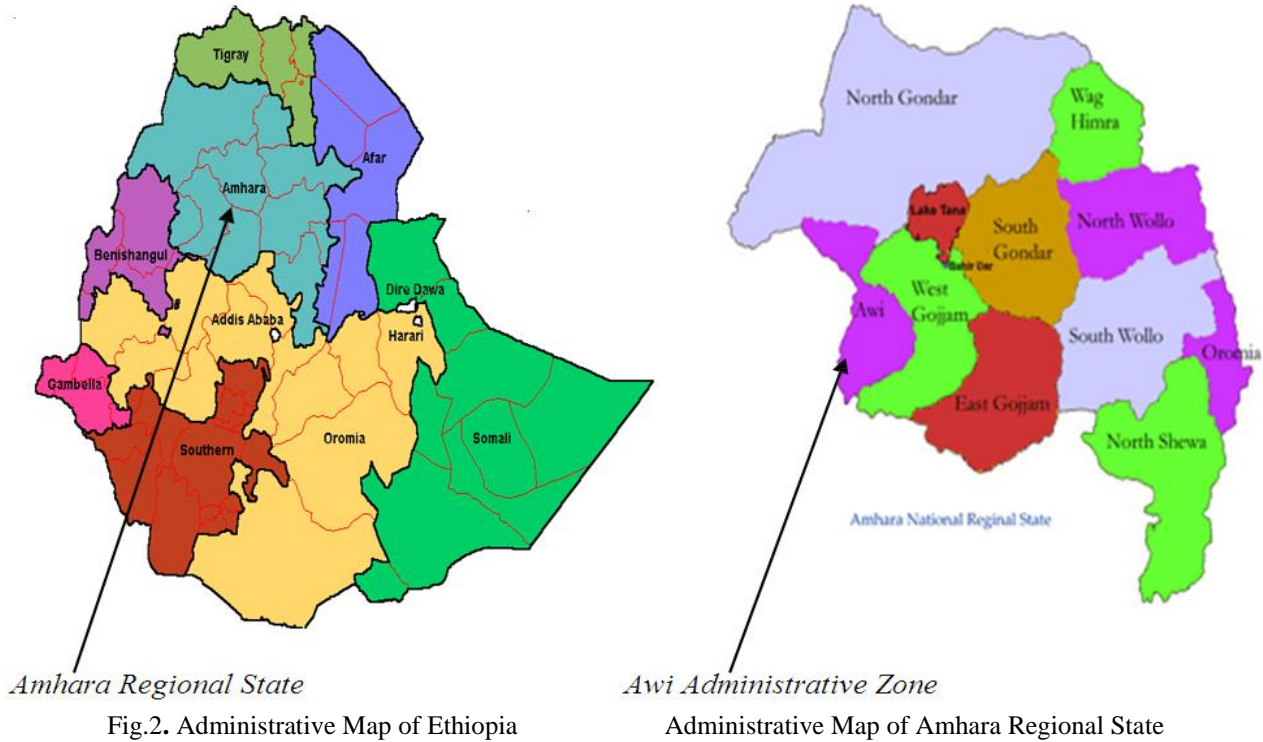 Tigray
Afar
Amhara
Benishangul
Dire Dawa
Addis Ababa
Harari
Gambella
Oromia
Somali
Southern
Amhara Regional State
North Gondar
Wag
Himra
Lake Tana
North Wollo
South
Gondar
Bahir Dar
West
Gojjam
Awi
South Wollo
Oromia
East Gojjam
North Shewa
Amhara National Reginal State
Awi Administrative Zone
Fig.2. Administrative Map of Ethiopia
Administrative Map of Amhara Regional State